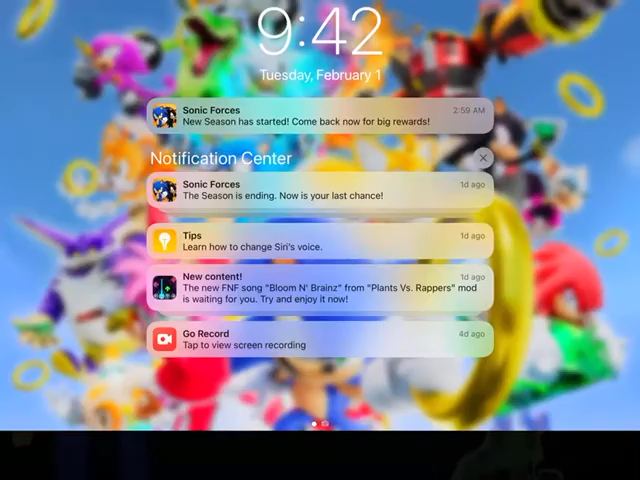 9:42
Tuesday, February 1
Sonic Forces
2:59 AM
New Season has started! Come back now for big rewards!
Notification Center
Sonic Forces
1d ago
The Season is ending. Now is your last chance!
Tips
1d ago
Learn how to change Siri's voice.
New content!
1d ago
The new FNF song "Bloom N' Brainz" from "Plants Vs. Rappers" mod
is waiting for you. Try and enjoy it now!
Go Record
4d ago
Tap to view screen recording